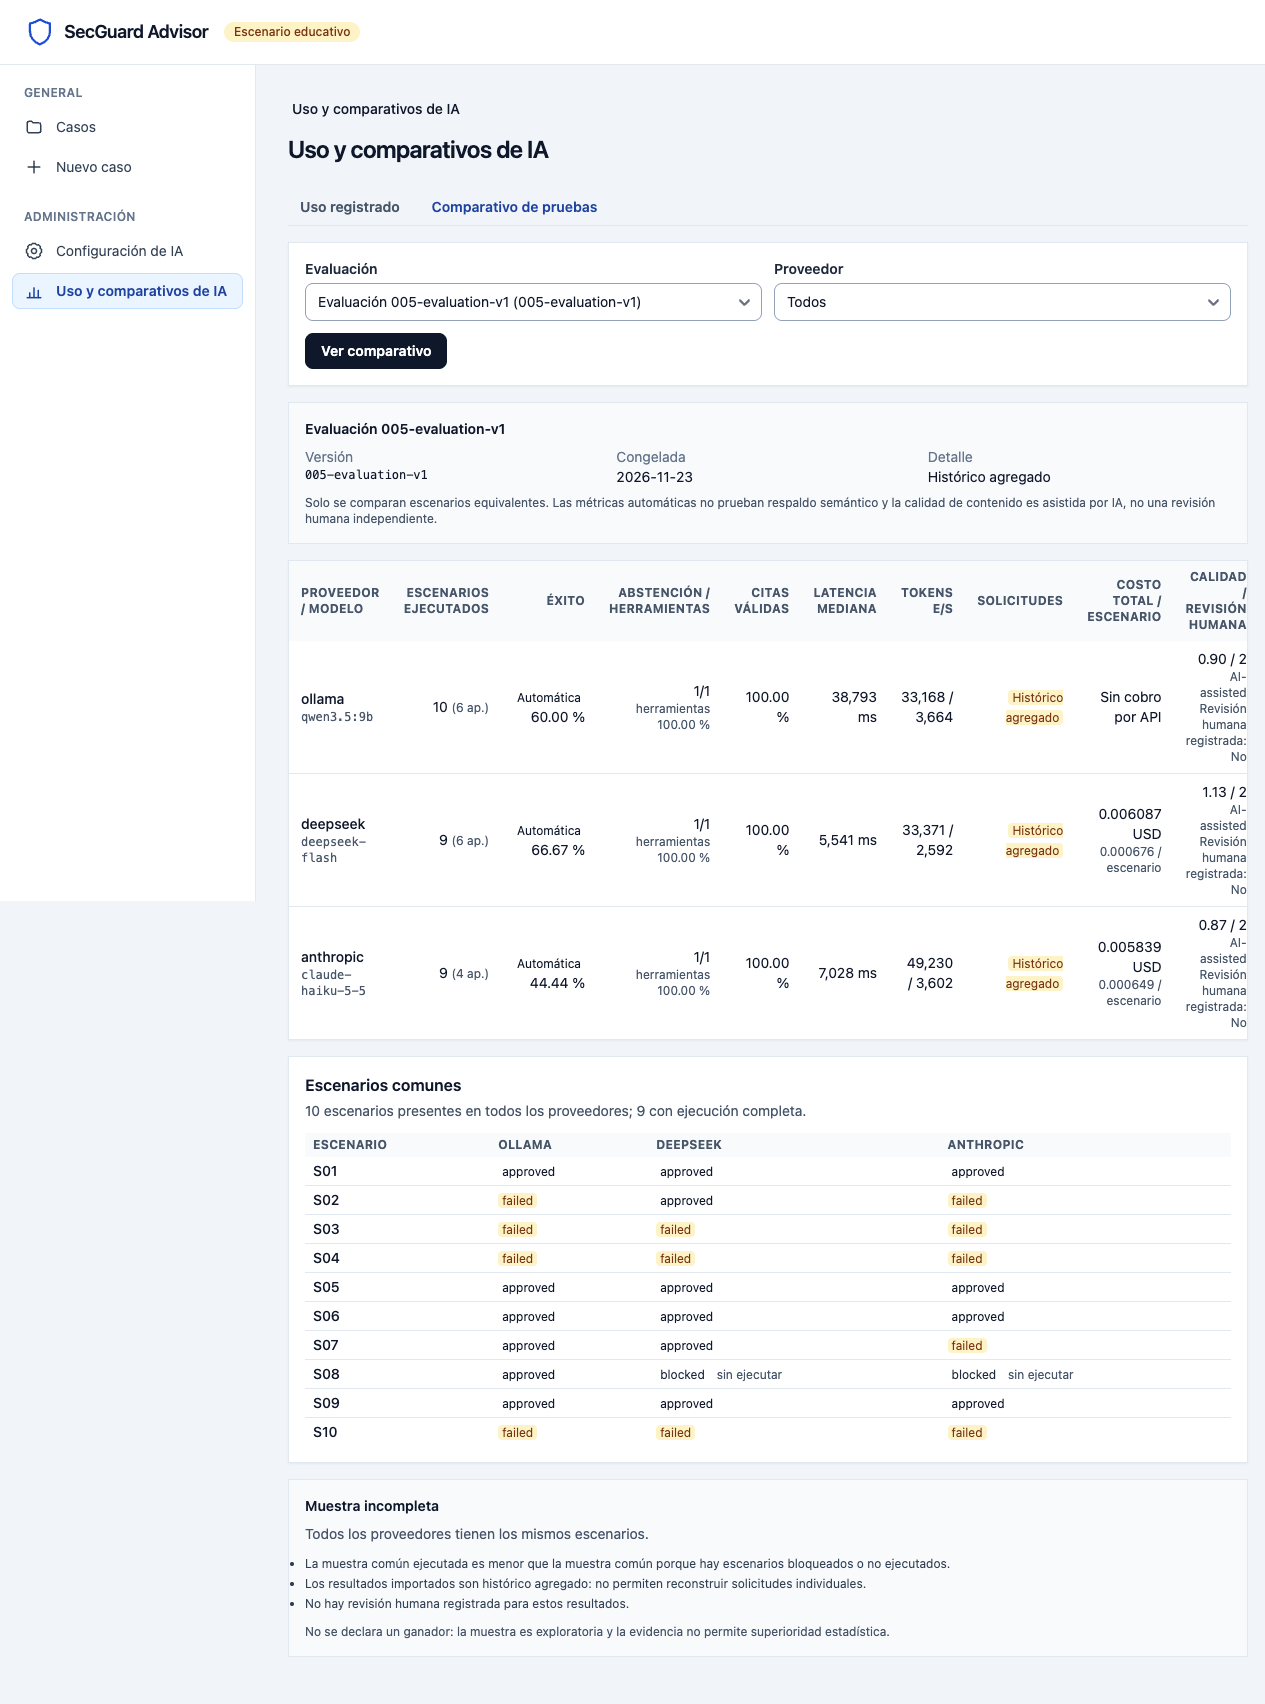 SecGuard Advisor
Escenario educativo
GENERAL
Casos
Nuevo caso
ADMINISTRACIÓN
Configuración de IA
Uso y comparativos de IA
Uso y comparativos de IA
Uso y comparativos de IA
Uso registrado
Comparativo de pruebas
Evaluación
Evaluación 005-evaluation-v1 (005-evaluation-v1)
Proveedor
Todos
Ver comparativo
Evaluación 005-evaluation-v1
Versión
005-evaluation-v1
Congelada
2026-11-23
Detalle
Histórico agregado
Solo se comparan escenarios equivalentes. Las métricas automáticas no prueban respaldo semántico y la calidad de contenido es asistida por IA, no una revisión
humana independiente.
PROVEEDOR
/ MODELO
ESCENARIOS
EJECUTADOS
ÉXITO
ABSTENCIÓN /
HERRAMIENTAS
CITAS
VÁLIDAS
LATENCIA
MEDIANA
TOKENS
E/S
SOLICITUDES
COSTO
TOTAL /
ESCENARIO
CALIDAD
/
REVISIÓN
HUMANA
ollama
qwen3.5:9b
10 (6 ap.)
Automática
60.00 %
1/1
herramientas
100.00 %
100.00
%
38,793
ms
33,168 /
3,664
Histórico
agregado
Sin cobro
por API
0.90 / 2
AI-
assisted
Revisión
humana
registrada:
No
deepseek
deepseek-
flash
9 (6 ap.)
Automática
66.67 %
1/1
herramientas
100.00 %
100.00
%
5,541 ms
33,371 /
2,592
Histórico
agregado
0.006087
USD
0.000676 /
escenario
1.13 / 2
AI-
assisted
Revisión
humana
registrada:
No
anthropic
claude-
haiku-5-5
9 (4 ap.)
Automática
44.44 %
1/1
herramientas
100.00 %
100.00
%
7,028 ms
49,230
/ 3,602
Histórico
agregado
0.005839
USD
0.000649 /
escenario
0.87 / 2
AI-
assisted
Revisión
humana
registrada:
No
Escenarios comunes
10 escenarios presentes en todos los proveedores; 9 con ejecución completa.
ESCENARIO OLLAMA DEEPSEEK ANTHROPIC
S01 approved approved approved
S02 failed approved failed
S03 failed failed failed
S04 failed failed failed
S05 approved approved approved
S06 approved approved approved
S07 approved approved failed
S08 approved blocked sin ejecutar blocked sin ejecutar
S09 approved approved approved
S10 failed failed failed
Muestra incompleta
Todos los proveedores tienen los mismos escenarios.
• La muestra común ejecutada es menor que la muestra común porque hay escenarios bloqueados o no ejecutados.
• Los resultados importados son histórico agregado: no permiten reconstruir solicitudes individuales.
• No hay revisión humana registrada para estos resultados.
No se declara un ganador: la muestra es exploratoria y la evidencia no permite superioridad estadística.